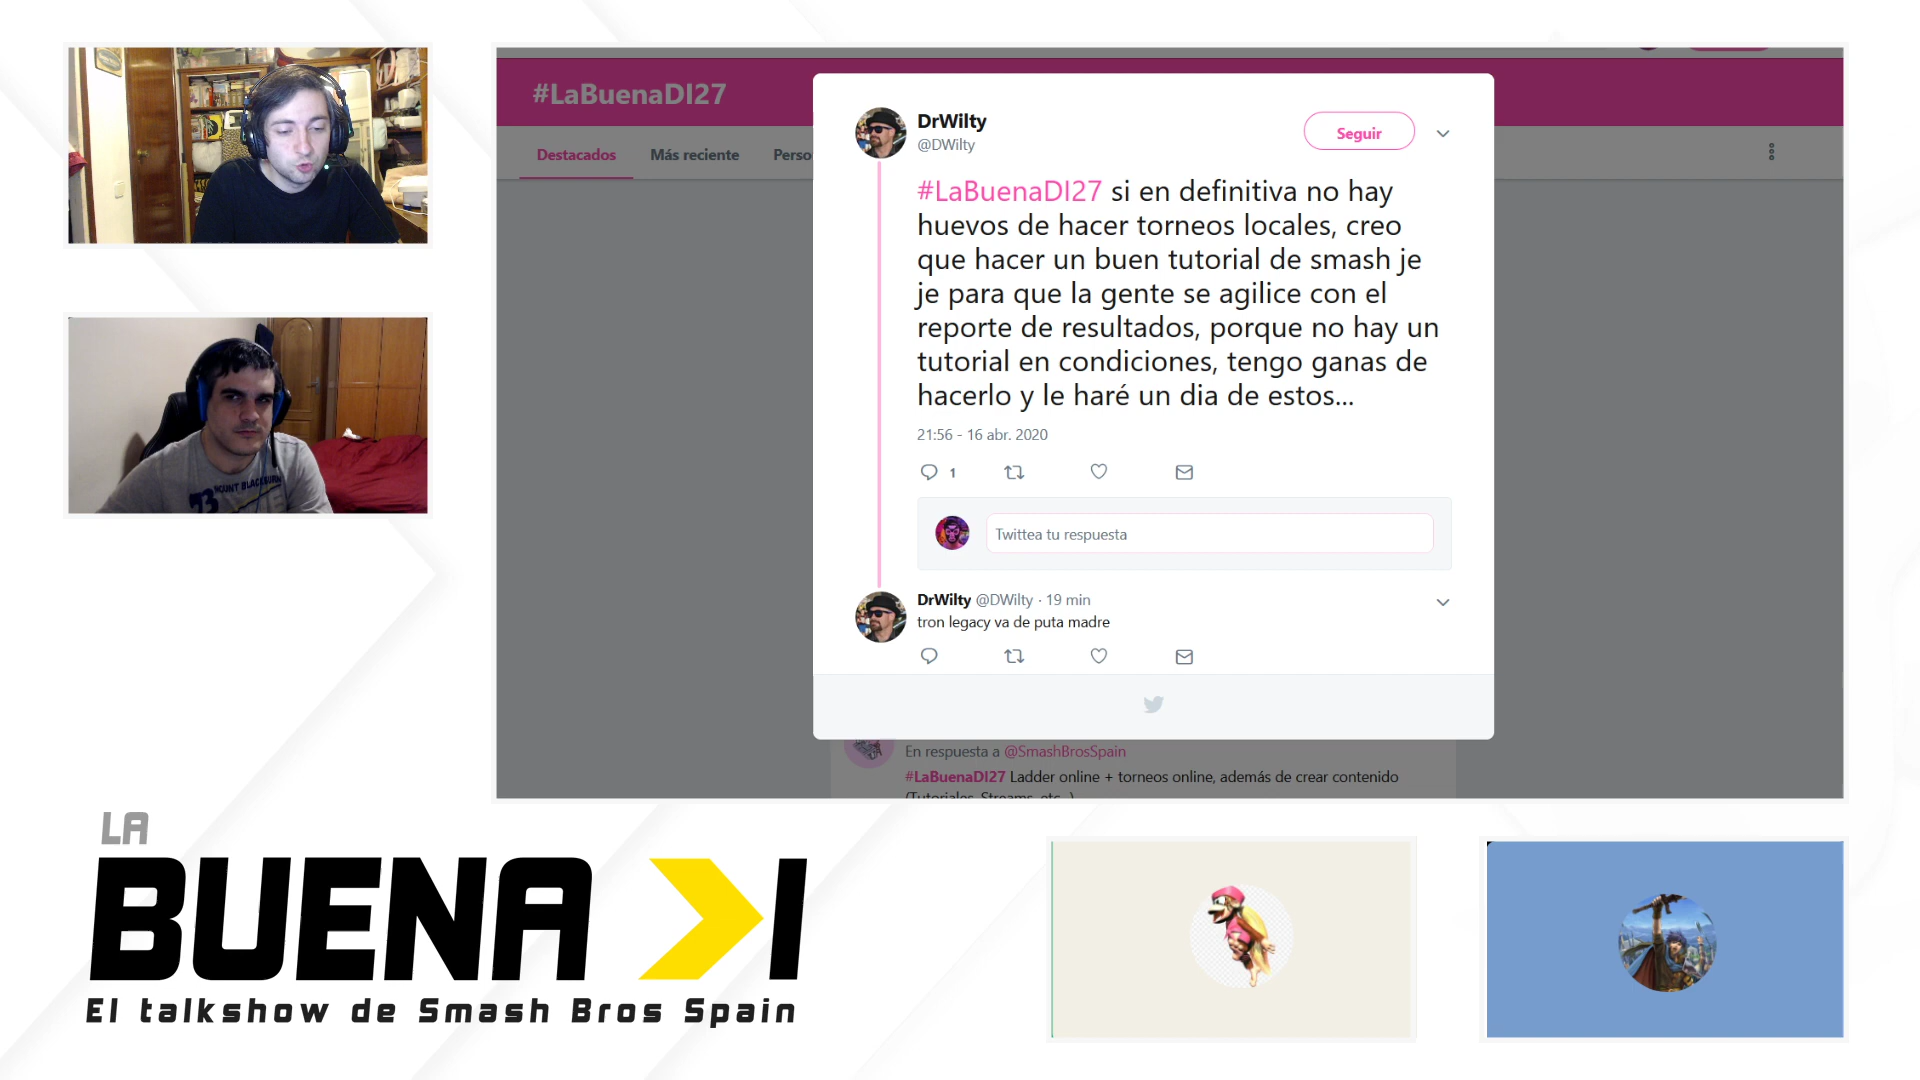 #LaBuenaDI27
Destacados
Más reciente
Perso
DrWilty
@DWilty
Seguir
#LaBuenaDI27 si en definitiva no hay
huevos de hacer torneos locales, creo
que hacer un buen tutorial de smash je
je para que la gente se agilice con el
reporte de resultados, porque no hay un
tutorial en condiciones, tengo ganas de
hacerlo y le haré un dia de estos...
21:56 - 16 abr. 2020
1
Twittea tu respuesta
DrWilty @DWilty · 19 min
tron legacy va de puta madre
En respuesta a @SmashBrosSpain
#LaBuenaDI27 Ladder online + torneos online, además de crear contenido
(Tutoriales, Streams, etc..)
LA
BUENA DI
El talkshow de Smash Bros Spain